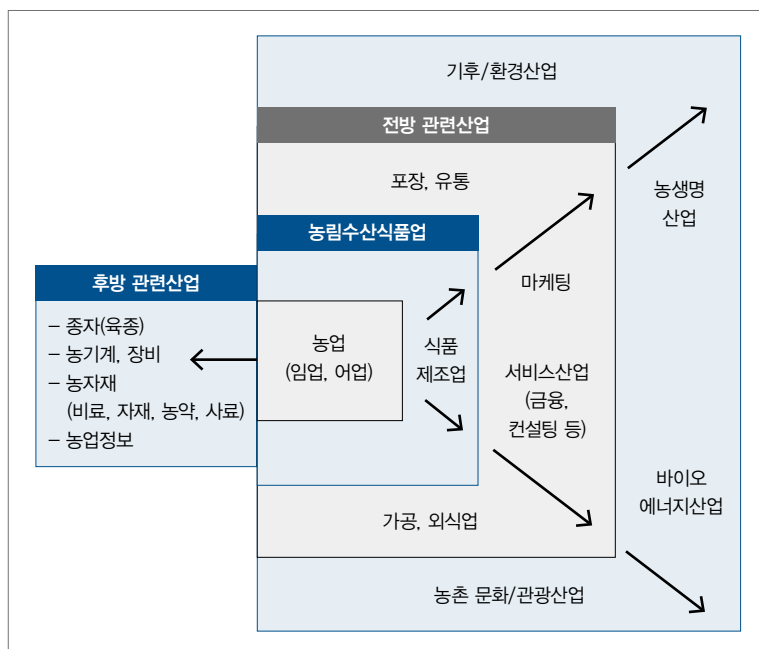 기후/환경산업
전방 관련산업
포장, 유통
농생명
산업
농림수산식품업
후방 관련산업
마케팅
– 종자(육종)
– 농기계, 장비
– 농자재
(비료, 자재, 농약, 사료)
– 농업정보
농업
(임업, 어업)
식품
제조업
서비스산업
(금융,
컨설팅 등)
바이오
에너지산업
가공, 외식업
농촌 문화/관광산업